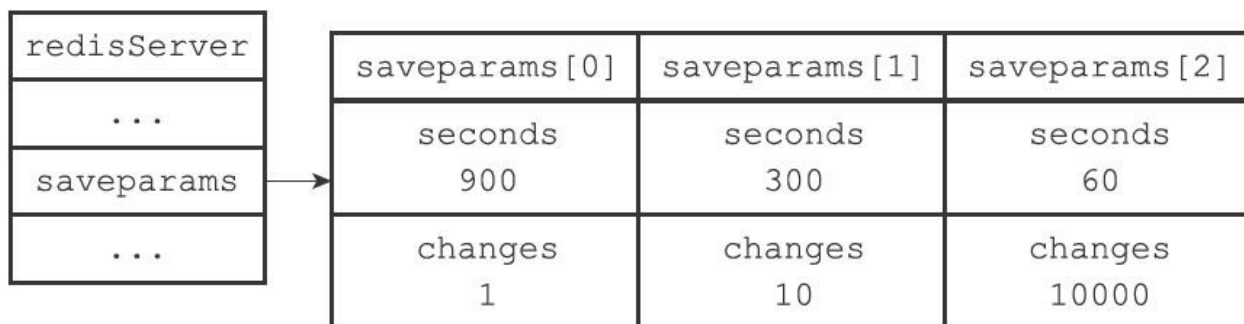 redisServer
...
saveparams
...
saveparams[0] saveparams[1] saveparams[2]
seconds seconds seconds
900 300 60
changes changes changes
1 10 10000